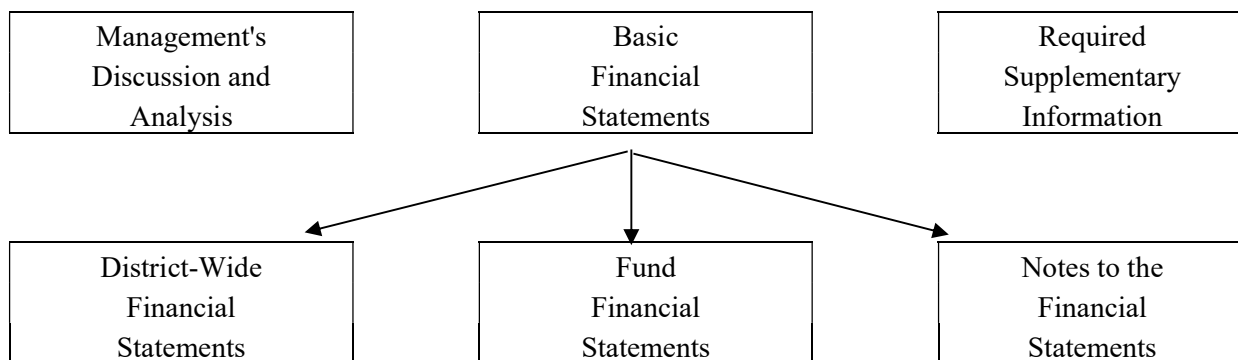 Management's
Discussion and
Analysis
Basic
Financial
Statements
Required
Supplementary
Information
District-Wide
Financial
Statements
Fund
Financial
Statements
Notes to the
Financial
Statements